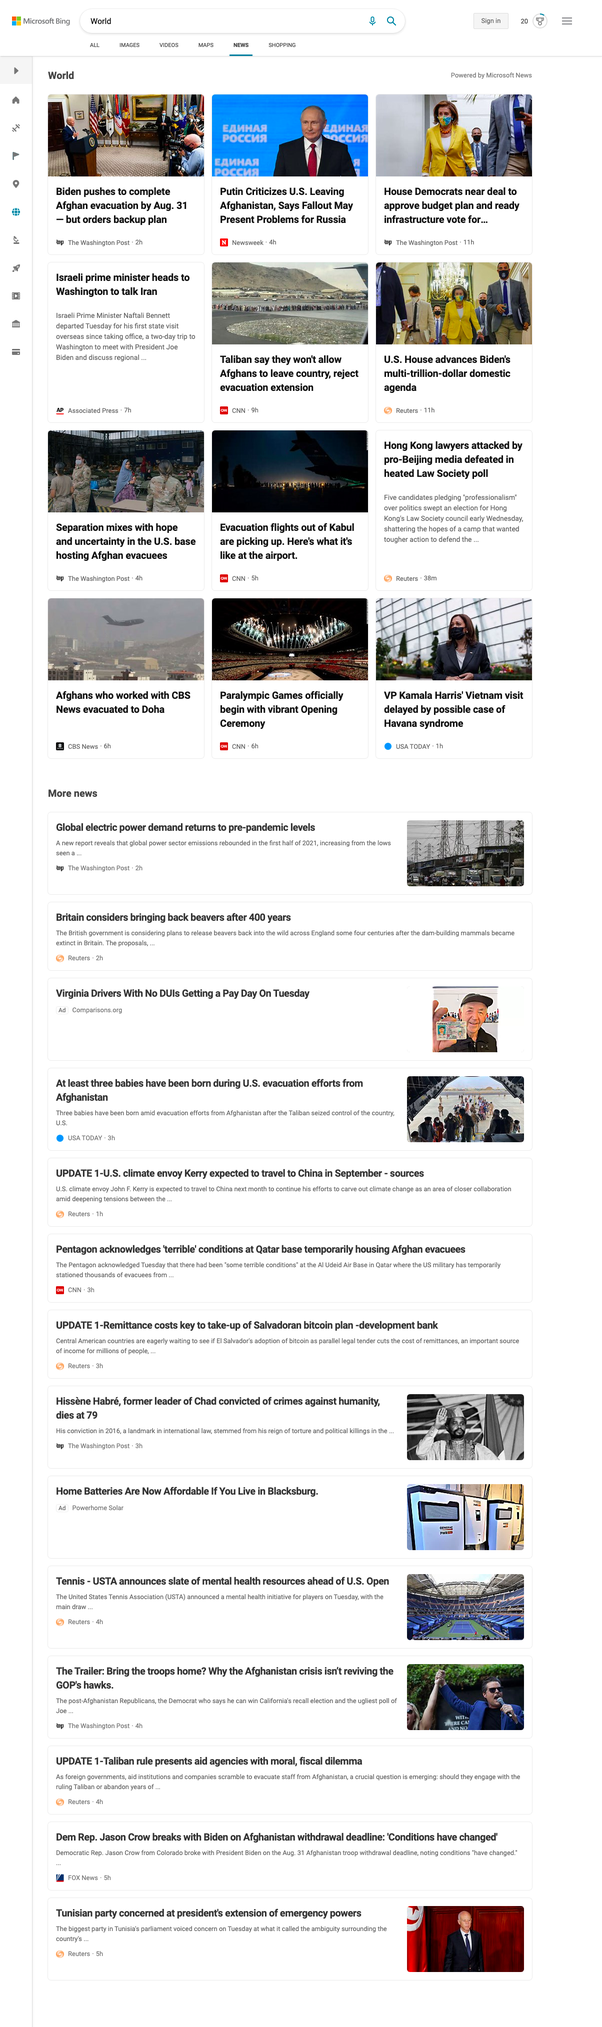 Microsoft Bing
World
Sign in
20
ALL
IMAGES
VIDEOS
MAPS
NEWS
SHOPPING
World
Powered by Microsoft News
ЕДИНАЯ
РОССИЯ
ЕДИНАЯ
РОССИЯ
Biden pushes to complete
Afghan evacuation by Aug. 31
— but orders backup plan
wp The Washington Post · 2h
Putin Criticizes U.S. Leaving
Afghanistan, Says Fallout May
Present Problems for Russia
N Newsweek · 4h
House Democrats near deal to
approve budget plan and ready
infrastructure vote for...
wp The Washington Post · 11h
Israeli prime minister heads to
Washington to talk Iran
Israeli Prime Minister Naftali Bennett
departed Tuesday for his first state visit
overseas since taking office, a two-day trip to
Washington to meet with President Joe
Biden and discuss regional ...
AP Associated Press · 7h
Taliban say they won't allow
Afghans to leave country, reject
evacuation extension
CNN CNN · 9h
U.S. House advances Biden's
multi-trillion-dollar domestic
agenda
Reuters · 11h
Separation mixes with hope
and uncertainty in the U.S. base
hosting Afghan evacuees
wp The Washington Post · 4h
Evacuation flights out of Kabul
are picking up. Here's what it's
like at the airport.
CNN CNN · 5h
Hong Kong lawyers attacked by
pro-Beijing media defeated in
heated Law Society poll
Five candidates pledging "professionalism"
over politics swept an election for Hong
Kong's Law Society council early Wednesday,
shattering the hopes of a camp that wanted
tougher action to defend the ...
Reuters · 38m
Afghans who worked with CBS
News evacuated to Doha
CBS News · 6h
Paralympic Games officially
begin with vibrant Opening
Ceremony
CNN CNN · 6h
VP Kamala Harris' Vietnam visit
delayed by possible case of
Havana syndrome
USA TODAY · 1h
More news
Global electric power demand returns to pre-pandemic levels
A new report reveals that global power sector emissions rebounded in the first half of 2021, increasing from the lows
seen a ...
wp The Washington Post · 2h
Britain considers bringing back beavers after 400 years
The British government is considering plans to release beavers back into the wild across England some four centuries after the dam-building mammals became
extinct in Britain. The proposals, ...
Reuters · 2h
Virginia Drivers With No DUIs Getting a Pay Day On Tuesday
Ad Comparisons.org
At least three babies have been born during U.S. evacuation efforts from
Afghanistan
Three babies have been born amid evacuation efforts from Afghanistan after the Taliban seized control of the country,
U.S.
USA TODAY · 3h
UPDATE 1-U.S. climate envoy Kerry expected to travel to China in September - sources
U.S. climate envoy John F. Kerry is expected to travel to China next month to continue his efforts to carve out climate change as an area of closer collaboration
amid deepening tensions between the ...
Reuters · 1h
Pentagon acknowledges 'terrible' conditions at Qatar base temporarily housing Afghan evacuees
The Pentagon acknowledged Tuesday that there had been "some terrible conditions" at the Al Udeid Air Base in Qatar where the US military has temporarily
stationed thousands of evacuees from ...
CNN CNN · 3h
UPDATE 1-Remittance costs key to take-up of Salvadoran bitcoin plan -development bank
Central American countries are eagerly waiting to see if El Salvador's adoption of bitcoin as parallel legal tender cuts the cost of remittances, an important source
of income for millions of people, ...
Reuters · 3h
Hissène Habré, former leader of Chad convicted of crimes against humanity,
dies at 79
His conviction in 2016, a landmark in international law, stemmed from his reign of torture and political killings in the ...
wp The Washington Post · 3h
Home Batteries Are Now Affordable If You Live in Blacksburg.
Ad Powerhome Solar
Tennis - USTA announces slate of mental health resources ahead of U.S. Open
The United States Tennis Association (USTA) announced a mental health initiative for players on Tuesday, with the
main draw ...
Reuters · 4h
The Trailer: Bring the troops home? Why the Afghanistan crisis isn't reviving the
GOP's hawks.
The post-Afghanistan Republicans, the Democrat who says he can win California's recall election and the ugliest poll of
Joe ...
wp The Washington Post · 4h
UPDATE 1-Taliban rule presents aid agencies with moral, fiscal dilemma
As foreign governments, aid institutions and companies scramble to evacuate staff from Afghanistan, a crucial question is emerging: should they engage with the
ruling Taliban or abandon years of ...
Reuters · 4h
Dem Rep. Jason Crow breaks with Biden on Afghanistan withdrawal deadline: 'Conditions have changed'
Democratic Rep. Jason Crow from Colorado broke with President Biden on the Aug. 31 Afghanistan troop withdrawal deadline, noting conditions "have changed."
...
FOX News · 5h
Tunisian party concerned at president's extension of emergency powers
The biggest party in Tunisia's parliament voiced concern on Tuesday at what it called the ambiguity surrounding the
country's ...
Reuters · 5h